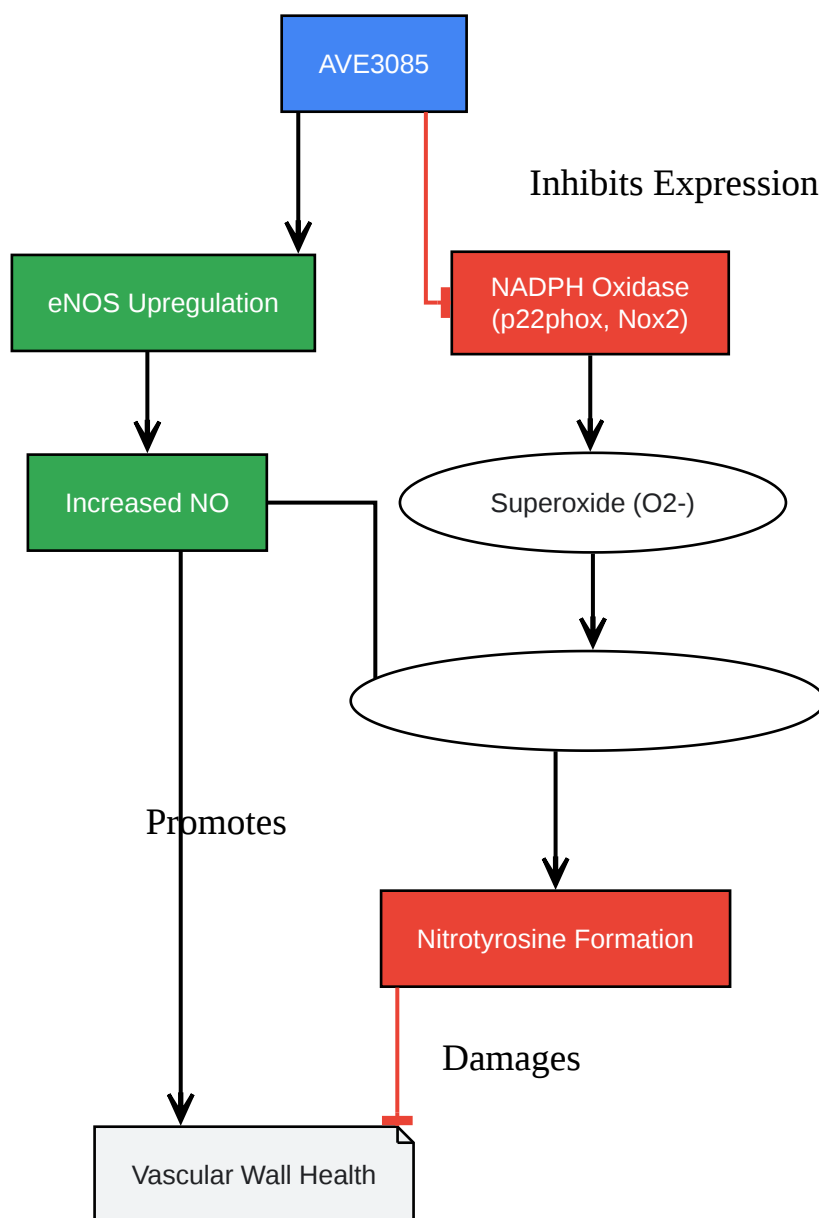 AVE3085
Inhibits Expression
eNOS Upregulation
NADPH Oxidase
(p22phox, Nox2)
Increased NO
Superoxide (O2-)
Promotes
Nitrotyrosine Formation
Damages
Vascular Wall Health